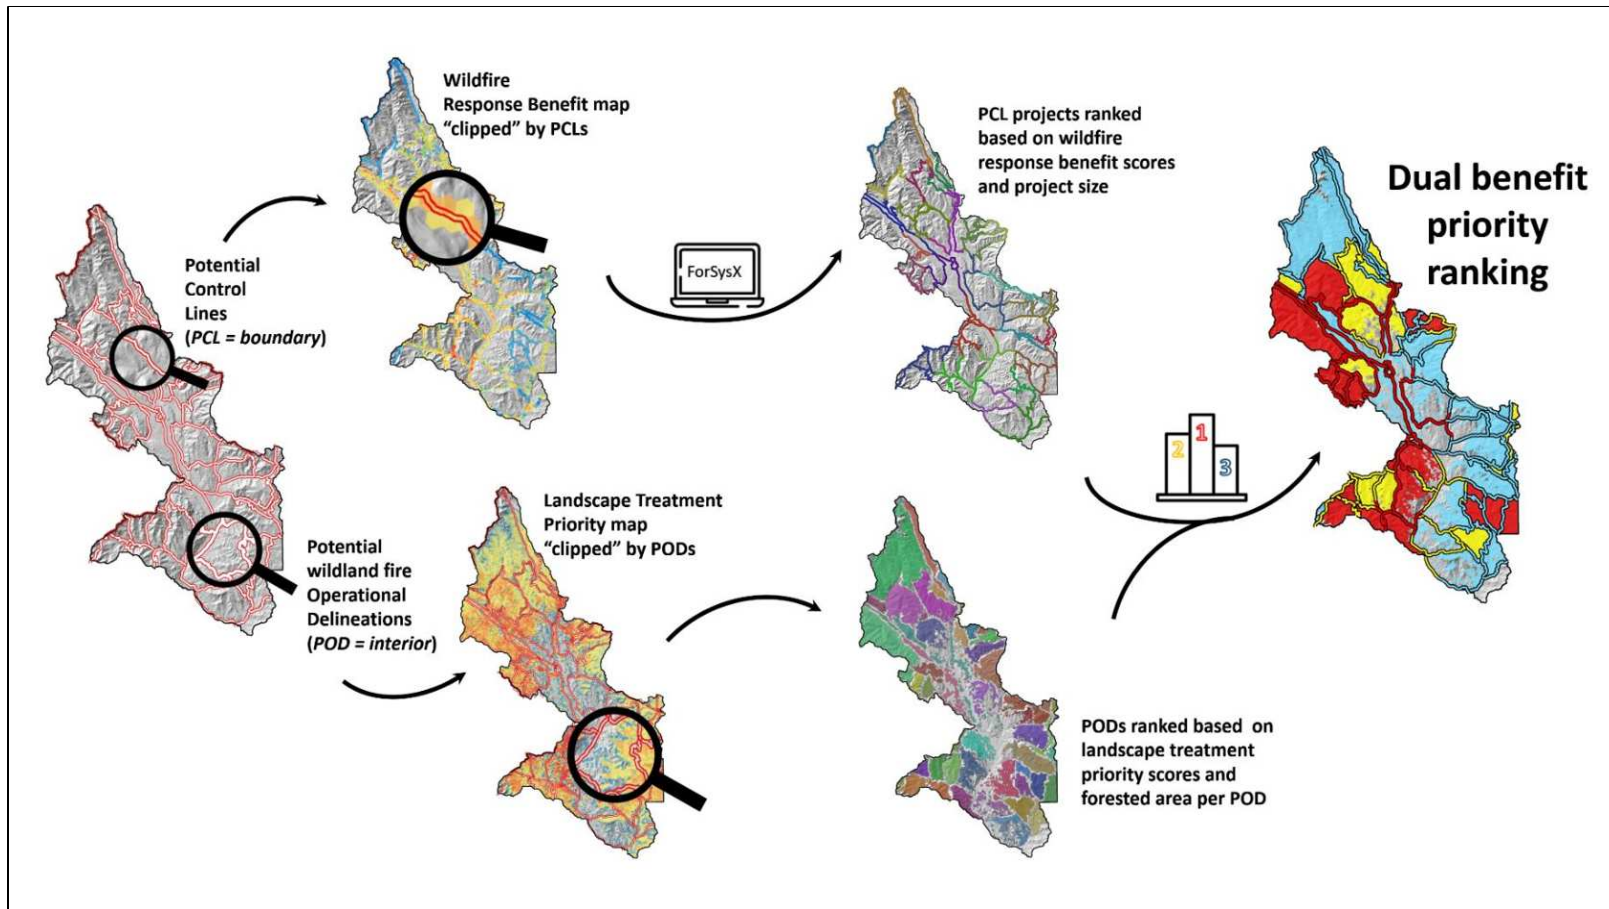 Wildfire
Response Benefit map
“clipped” by PCLs
PCL projects ranked
based on wildfire
response benefit scores
and project size
Dual benefit
priority
ranking
Potential
Control
Lines
(PCL = boundary)
ForSysX
2
1
3
Landscape Treatment
Priority map
“clipped” by PODs
Potential
wildland fire
Operational
Delineations
(POD = interior)
PODs ranked based on
landscape treatment
priority scores and
forested area per POD